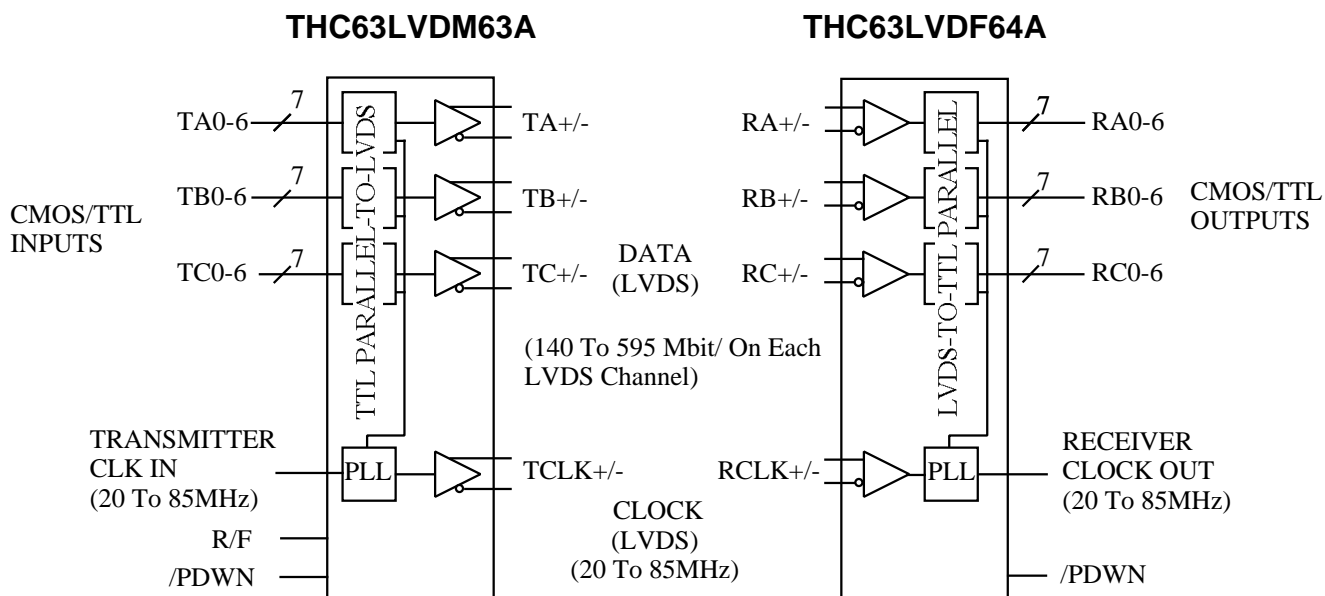 THC63LVDM63A
THC63LVDF64A
CMOS/TTL
INPUTS
TA0-6
7
TB0-6
7
TC0-6
7
TTL PARALLEL-TO-LVDS
TA+/-
TB+/-
TC+/-
DATA
(LVDS)
(140 To 595 Mbit/ On Each
LVDS Channel)
TRANSMITTER
CLK IN
(20 To 85MHz)
PLL
TCLK+/-
R/F
/PDWN
CLOCK
(LVDS)
(20 To 85MHz)
RA+/-
RB+/-
RC+/-
RCLK+/-
LVDS-TO-TTL PARALLEL
PLL
7
RA0-6
7
RB0-6
7
RC0-6
CMOS/TTL
OUTPUTS
RECEIVER
CLOCK OUT
(20 To 85MHz)
/PDWN